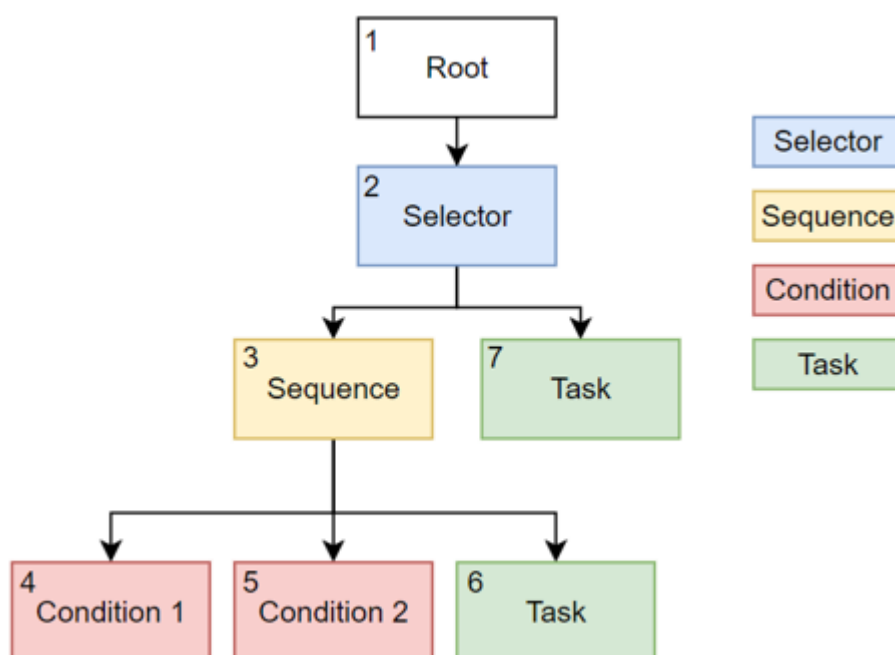 1
Root
2
Selector
Selector
Sequence
Condition
Task
3
Sequence
7
Task
4
Condition 1
5
Condition 2
6
Task